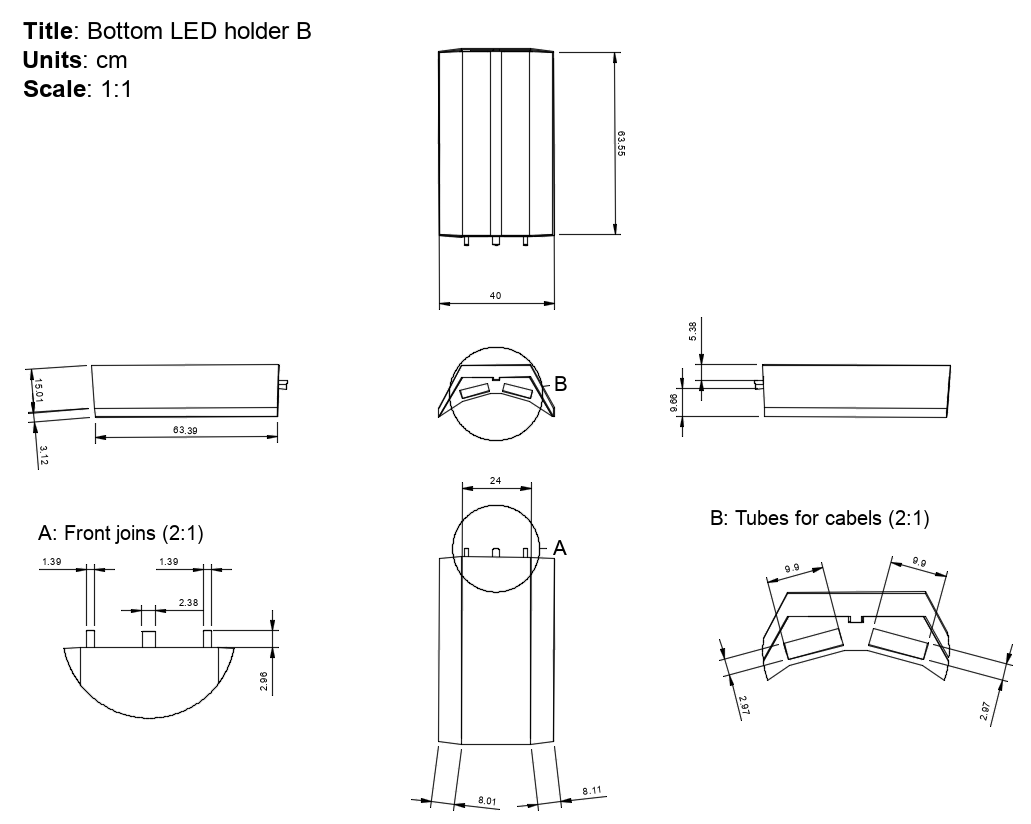 Title: Bottom LED holder B
Units: cm
Scale: 1:1
63.55
40
15.01
3.12
63.39
B
5.38
9.66
24
A
A: Front joins (2:1)
1.39
1.39
2.38
2.96
8.01
8.11
B: Tubes for cabels (2:1)
9.9
9.9
2.97
2.97